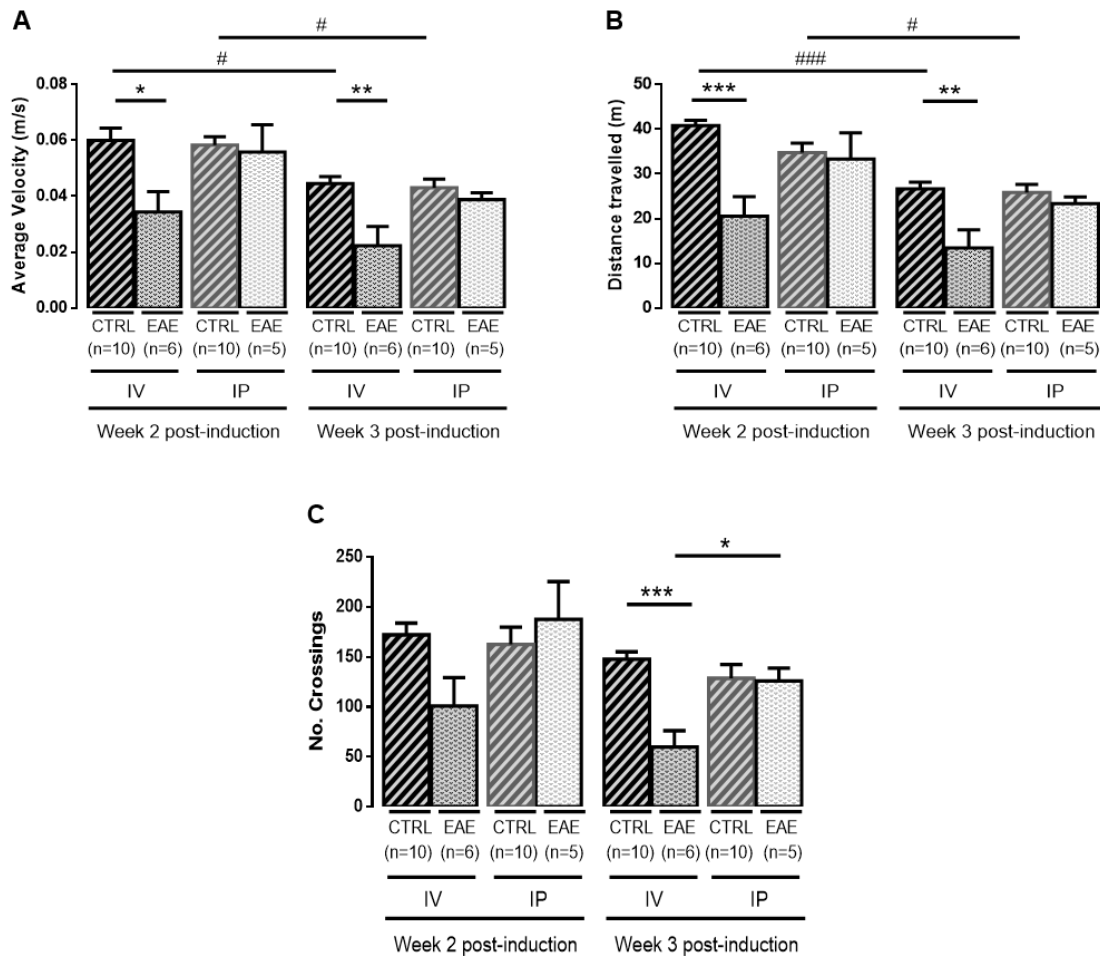 A
#
#
* **
Average Velocity (m/s)
0.08
0.06
0.04
0.02
0.00
CTRL EAE CTRL EAE CTRL EAE CTRL EAE
(n=10) (n=6) (n=10) (n=5) (n=10) (n=6) (n=10) (n=5)
IV IP IV IP
Week 2 post-induction Week 3 post-induction
B
#
###
*** **
Distance travelled (m)
50
40
30
20
10
0
CTRL EAE CTRL EAE CTRL EAE CTRL EAE
(n=10) (n=6) (n=10) (n=5) (n=10) (n=6) (n=10) (n=5)
IV IP IV IP
Week 2 post-induction Week 3 post-induction
C
*
***
No. Crossings
250
200
150
100
50
0
CTRL EAE CTRL EAE CTRL EAE CTRL EAE
(n=10) (n=6) (n=10) (n=5) (n=10) (n=6) (n=10) (n=5)
IV IP IV IP
Week 2 post-induction Week 3 post-induction